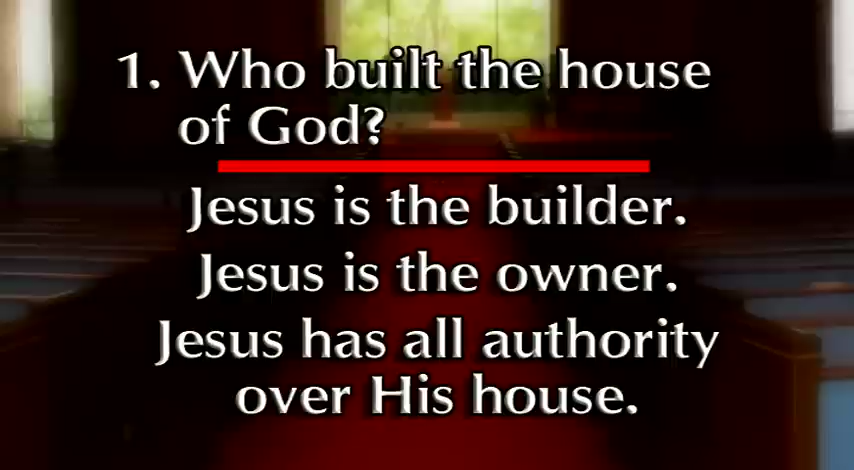 1. Who built the house
of God?
Jesus is the builder.
Jesus is the owner.
Jesus has all authority
over His house.